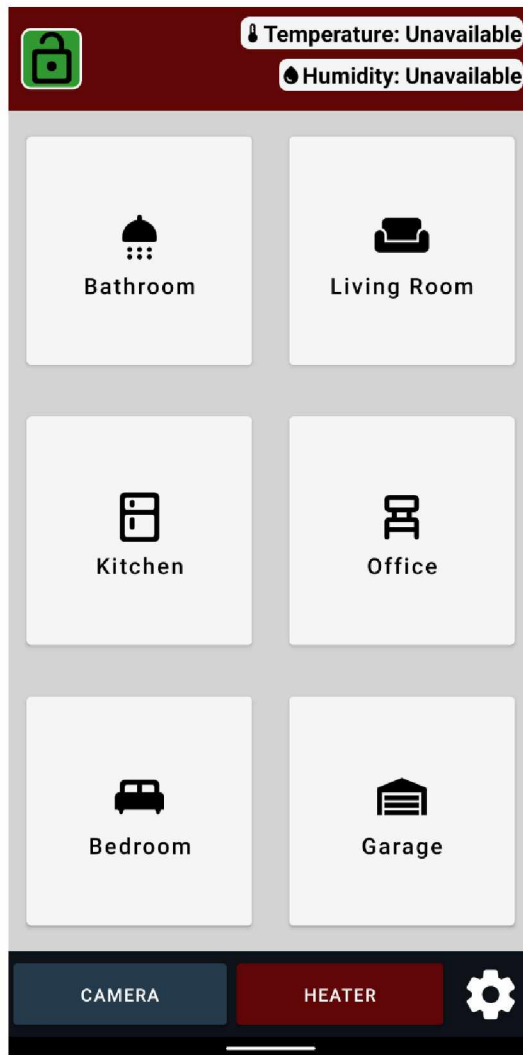 Temperature: Unavailable
Humidity: Unavailable
Bathroom
Living Room
Kitchen
Office
Bedroom
Garage
CAMERA
HEATER